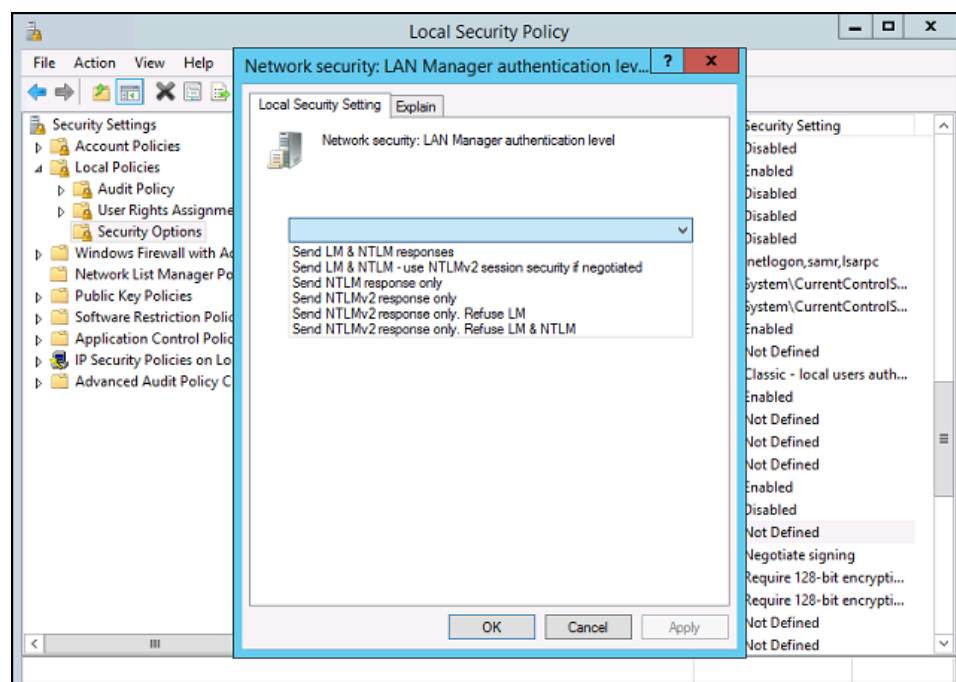 Local Security Policy
File Action View Help
Security Settings
Account Policies
Local Policies
Audit Policy
User Rights Assignme
Security Options
Windows Firewall with Ad
Network List Manager Po
Public Key Policies
Software Restriction Polic
Application Control Polic
IP Security Policies on Lo
Advanced Audit Policy C
Network security: LAN Manager authentication lev...
? x
Local Security Setting Explain
Network security: LAN Manager authentication level
Send LM & NTLM responses
Send LM & NTLM - use NTLMv2 session security if negotiated
Send NTLM response only
Send NTLMv2 response only
Send NTLMv2 response only. Refuse LM
Send NTLMv2 response only. Refuse LM & NTLM
OK Cancel Apply
Security Setting
Disabled
Enabled
Disabled
Disabled
Disabled
netlogon,samr,lsarpc
System\CurrentControlS...
System\CurrentControlS...
Enabled
Not Defined
Classic - local users auth...
Enabled
Not Defined
Not Defined
Not Defined
Enabled
Disabled
Not Defined
Negotiate signing
Require 128-bit encrypti...
Require 128-bit encrypti...
Not Defined
Not Defined